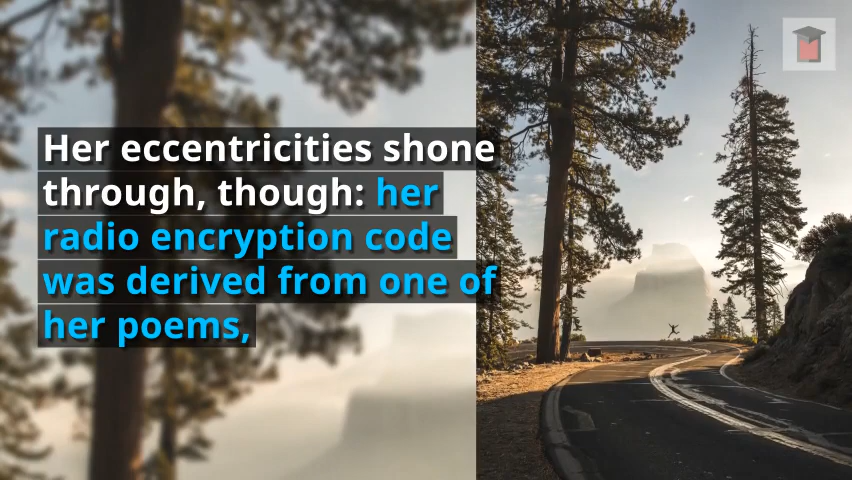 Her eccentricities shone
through, though: her
radio encryption code
was derived from one of
her poems,